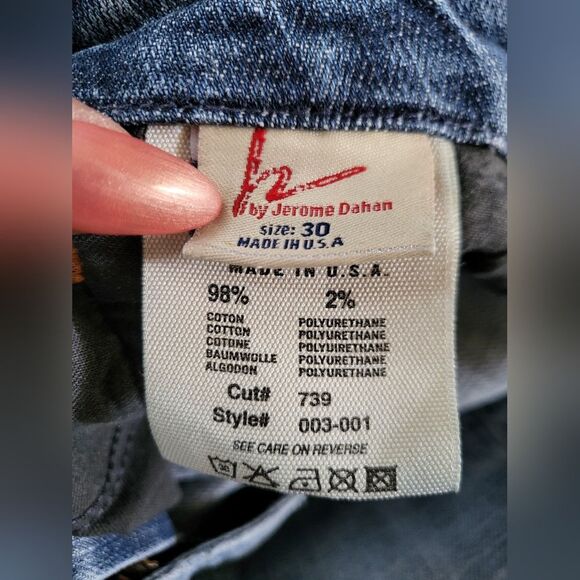 by Jerome Dahan
Size: 30
MADE IN U.S.A
MADE IN U.S.A.
98% 2%
COTON POLYURETHANE
COTTON POLYURETHANE
COTONE POLYURETHANE
BAUMWOLLE POLYURETHANE
ALGODON POLYURETHANE
Cut# 739
Style# 003-001
SEE CARE ON REVERSE